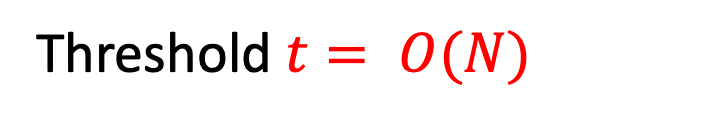 Threshold t = O(N)